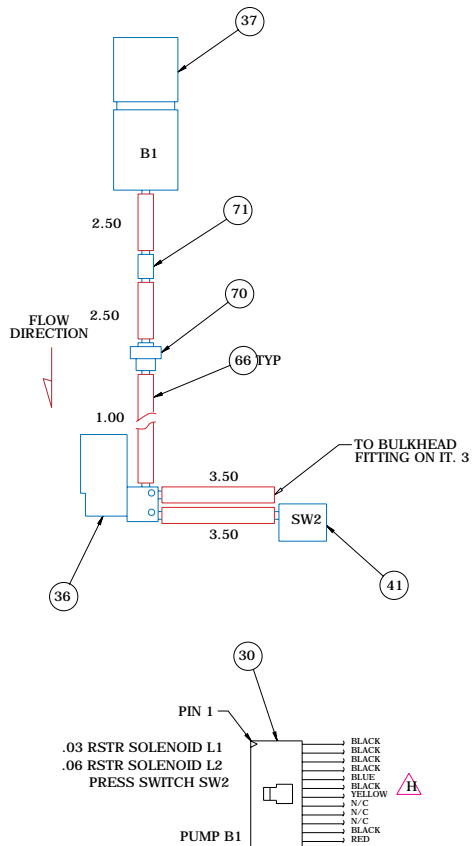 37
B1
2.50
71
2.50
70
FLOW
DIRECTION
66 TYP
1.00
TO BULKHEAD
FITTING ON IT. 3
3.50
SW2
3.50
36
41
30
PIN 1
.03 RSTR SOLENOID L1
.06 RSTR SOLENOID L2
PRESS SWITCH SW2
PUMP B1
BLACK
BLACK
BLACK
BLACK
BLUE
BLACK
YELLOW
N/C
N/C
N/C
BLACK
RED
H